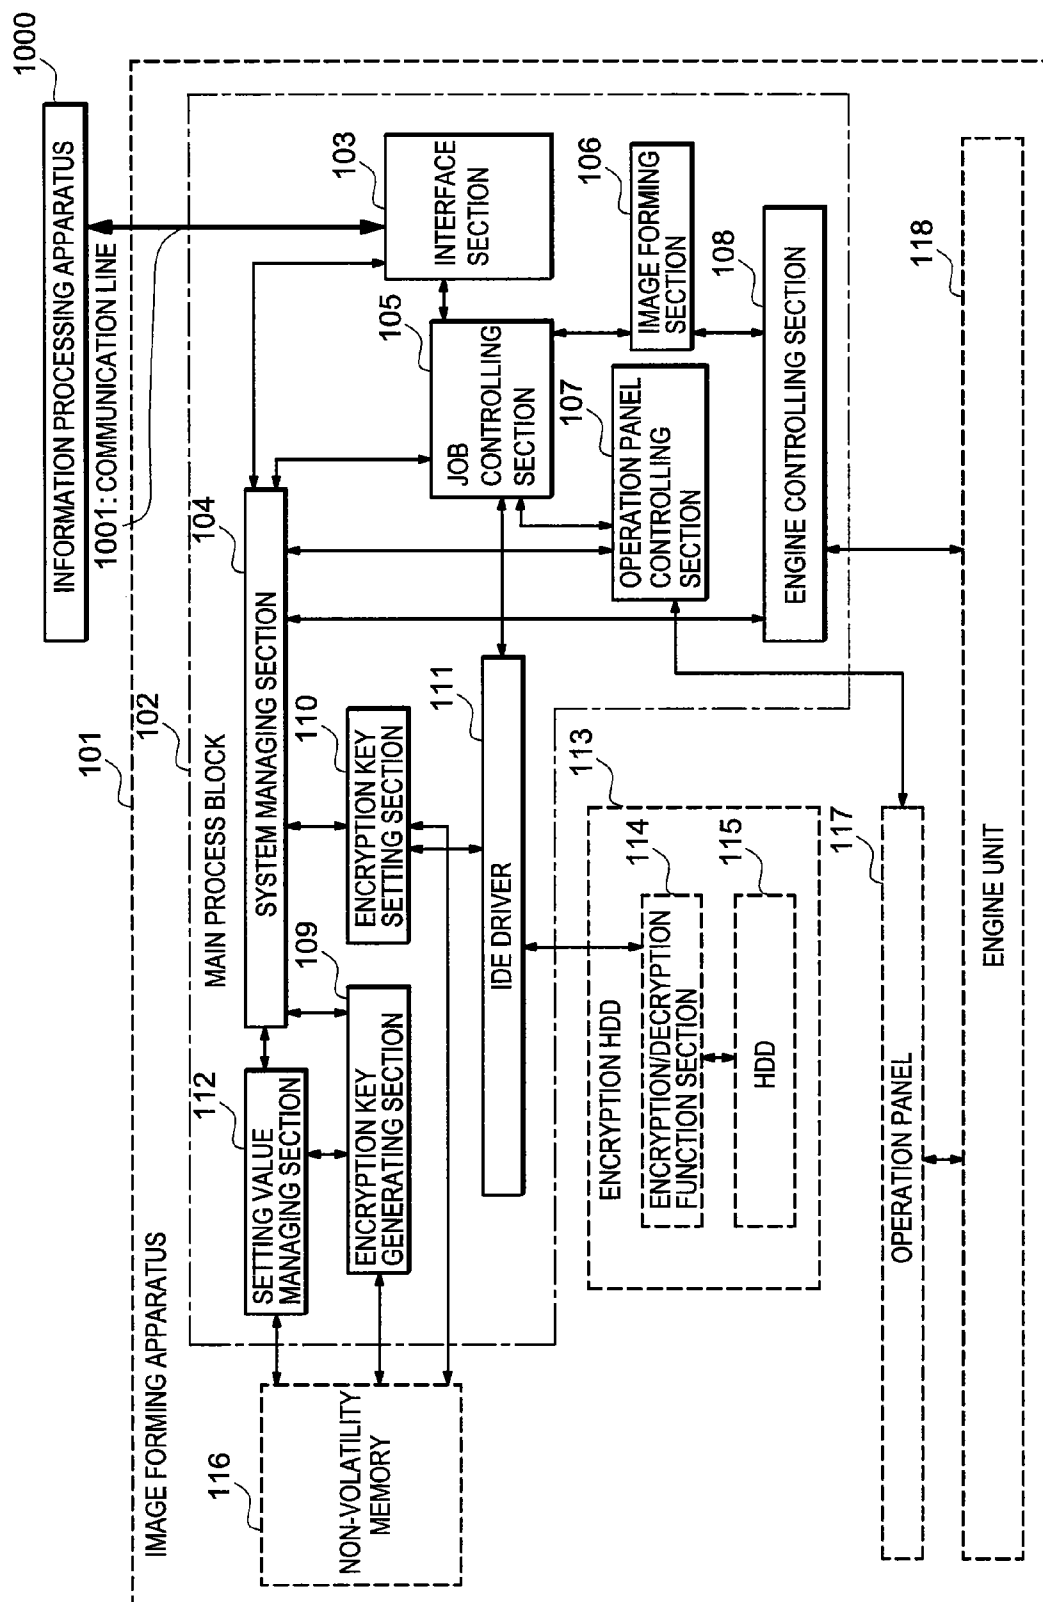 IMAGE FORMING APPARATUS
101
INFORMATION PROCESSING APPARATUS
1000
1001: COMMUNICATION LINE
102
MAIN PROCESS BLOCK
112
SETTING VALUE
MANAGING SECTION
104
SYSTEM MANAGING SECTION
103
INTERFACE
SECTION
116
NON-VOLATILITY
MEMORY
109
ENCRYPTION KEY
GENERATING SECTION
110
ENCRYPTION KEY
SETTING SECTION
105
JOB
CONTROLLING
SECTION
111
IDE DRIVER
107
OPERATION PANEL
CONTROLLING
SECTION
106
IMAGE FORMING
SECTION
113
ENCRYPTION HDD
114
ENCRYPTION/DECRYPTION
FUNCTION SECTION
115
HDD
108
ENGINE CONTROLLING SECTION
117
OPERATION PANEL
118
ENGINE UNIT